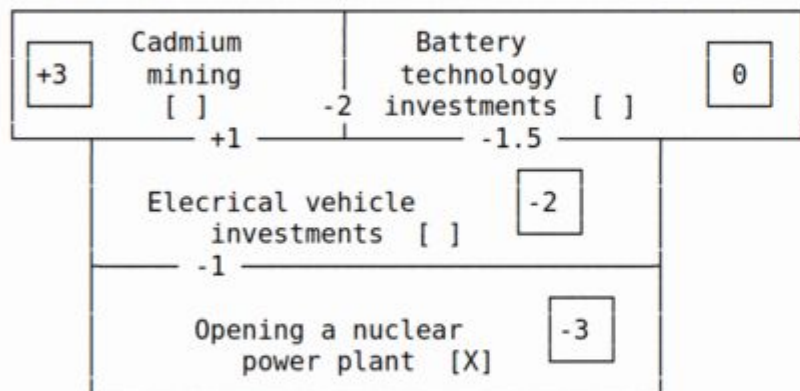 Cadmium Battery
+3 mining technology 0
[ ] -2 investments [ ]
+1 -1.5
Elecrical vehicle -2
investments [ ]
-1
Opening a nuclear -3
power plant [X]